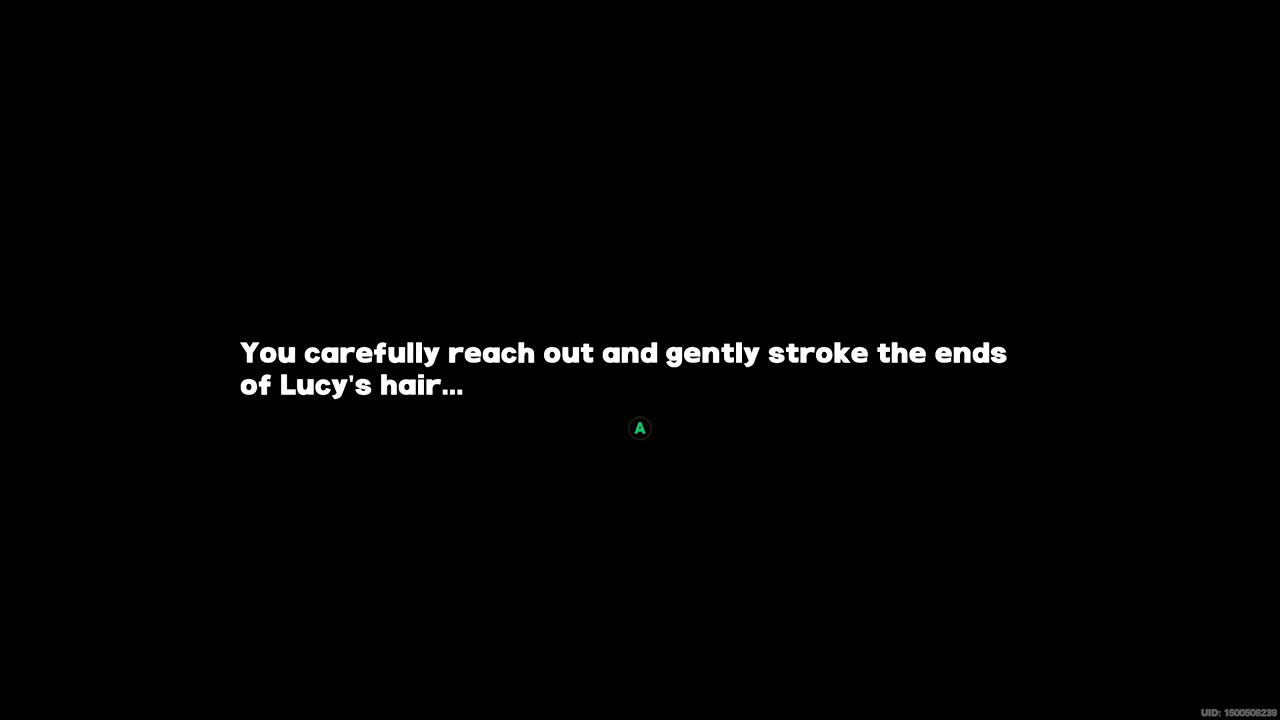 You carefully reach out and gently stroke the ends
of Lucy's hair...
A
UID: 1500508239